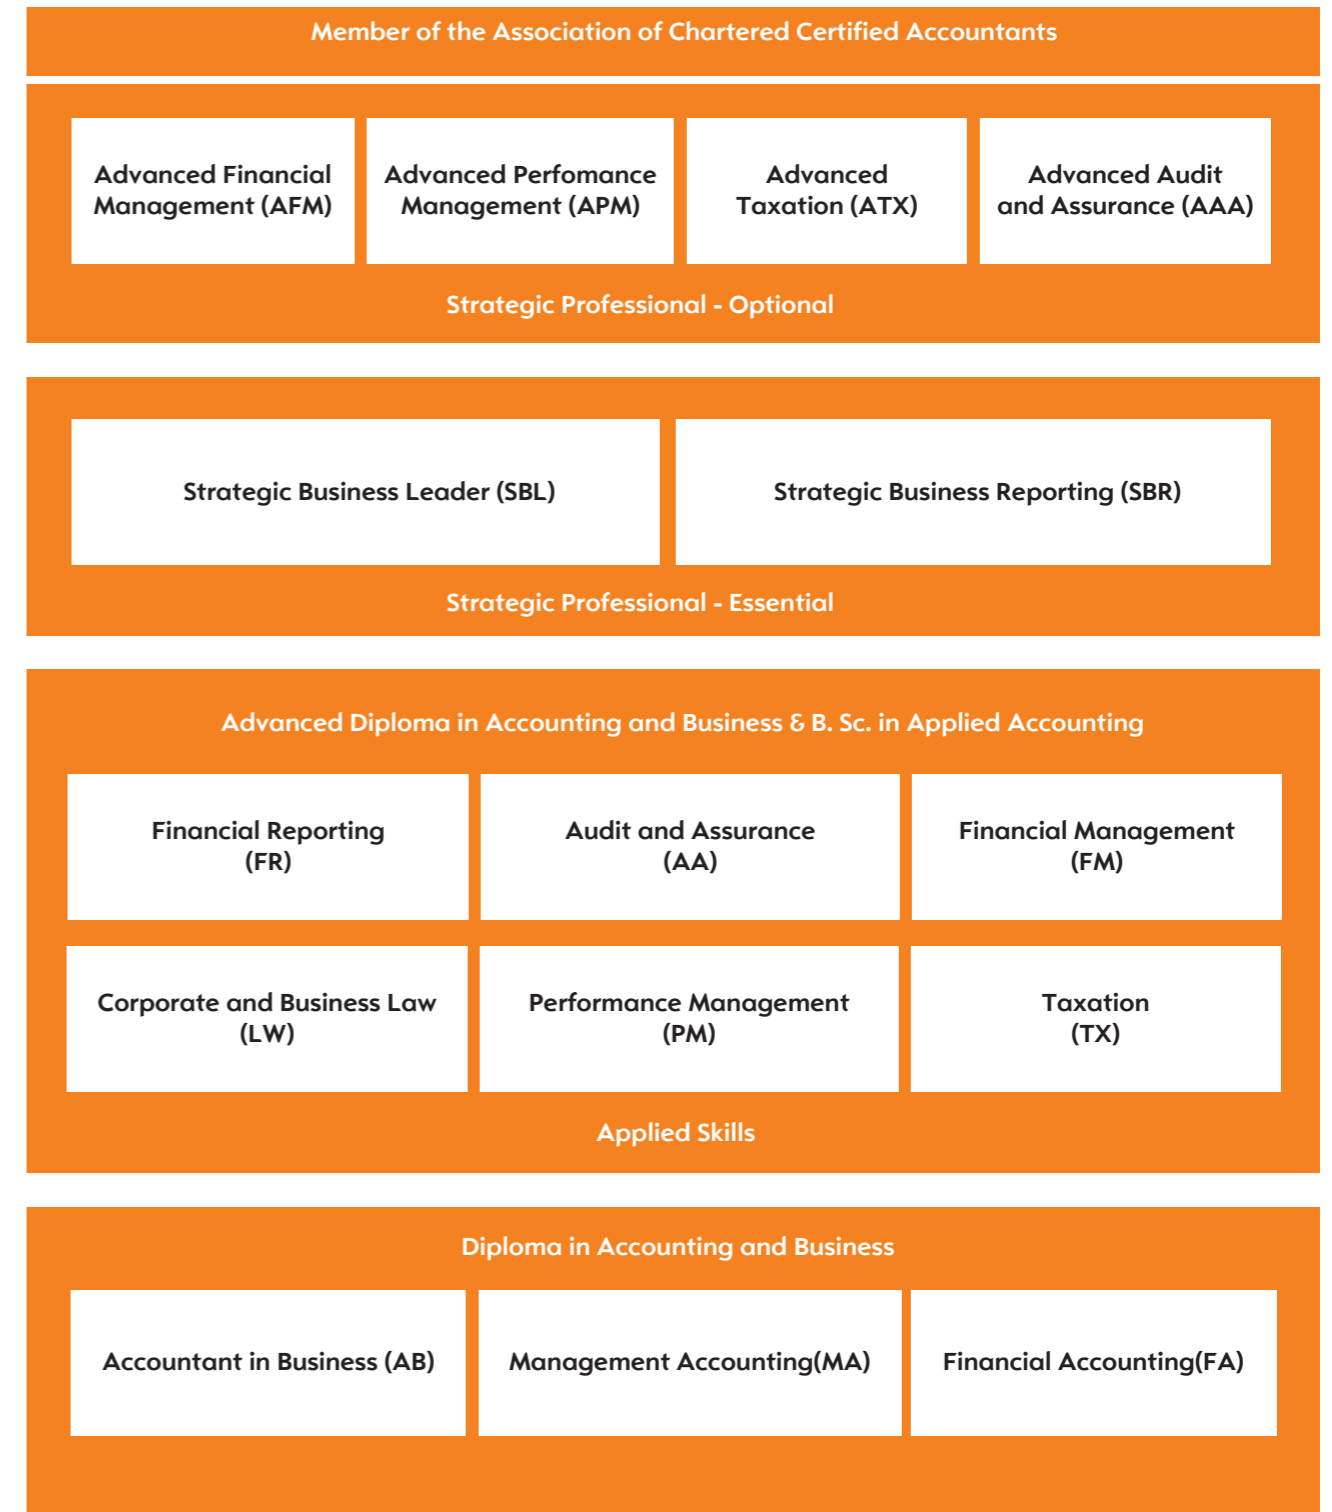 Member of the Association of Chartered Certified Accountants
Advanced Financial
Management (AFM)
Advanced Perfomance
Management (APM)
Advanced
Taxation (ATX)
Advanced Audit
and Assurance (AAA)
Strategic Professional - Optional
Strategic Business Leader (SBL)
Strategic Business Reporting (SBR)
Strategic Professional - Essential
Advanced Diploma in Accounting and Business & B. Sc. in Applied Accounting
Financial Reporting
(FR)
Audit and Assurance
(AA)
Financial Management
(FM)
Corporate and Business Law
(LW)
Performance Management
(PM)
Taxation
(TX)
Applied Skills
Diploma in Accounting and Business
Accountant in Business (AB)
Management Accounting(MA)
Financial Accounting(FA)